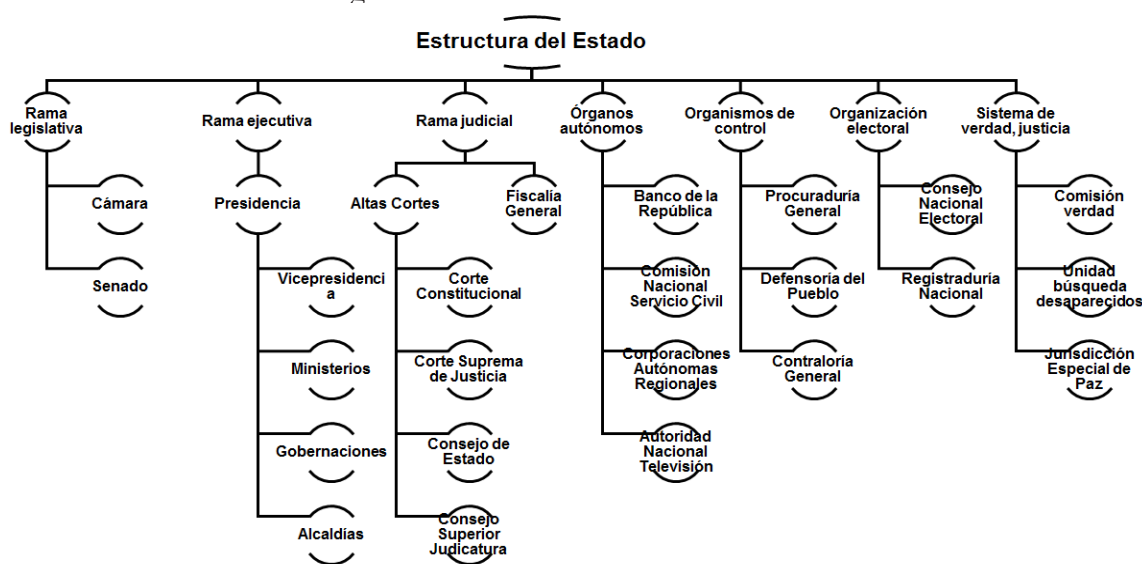 Estructura del Estado
Rama
legislativa
Rama ejecutiva
Rama judicial
Órganos
autónomos
Organismos de
control
Organización
electoral
Sistema de
verdad, justicia
Cámara
Senado
Presidencia
Vicepresidenci
a
Ministerios
Gobernaciones
Alcaldías
Altas Cortes
Corte
Constitucional
Corte Suprema
de Justicia
Consejo de
Estado
Consejo
Superior
Judicatura
Fiscalía
General
Banco de la
República
Comisión
Nacional
Servicio Civil
Corporaciones
Autónomas
Regionales
Autoridad
Nacional
Televisión
Procuraduría
General
Defensoría del
Pueblo
Contraloría
General
Consejo
Nacional
Electoral
Registraduría
Nacional
Comisión
verdad
Unidad
búsqueda
desaparecidos
Jurisdicción
Especial de
Paz